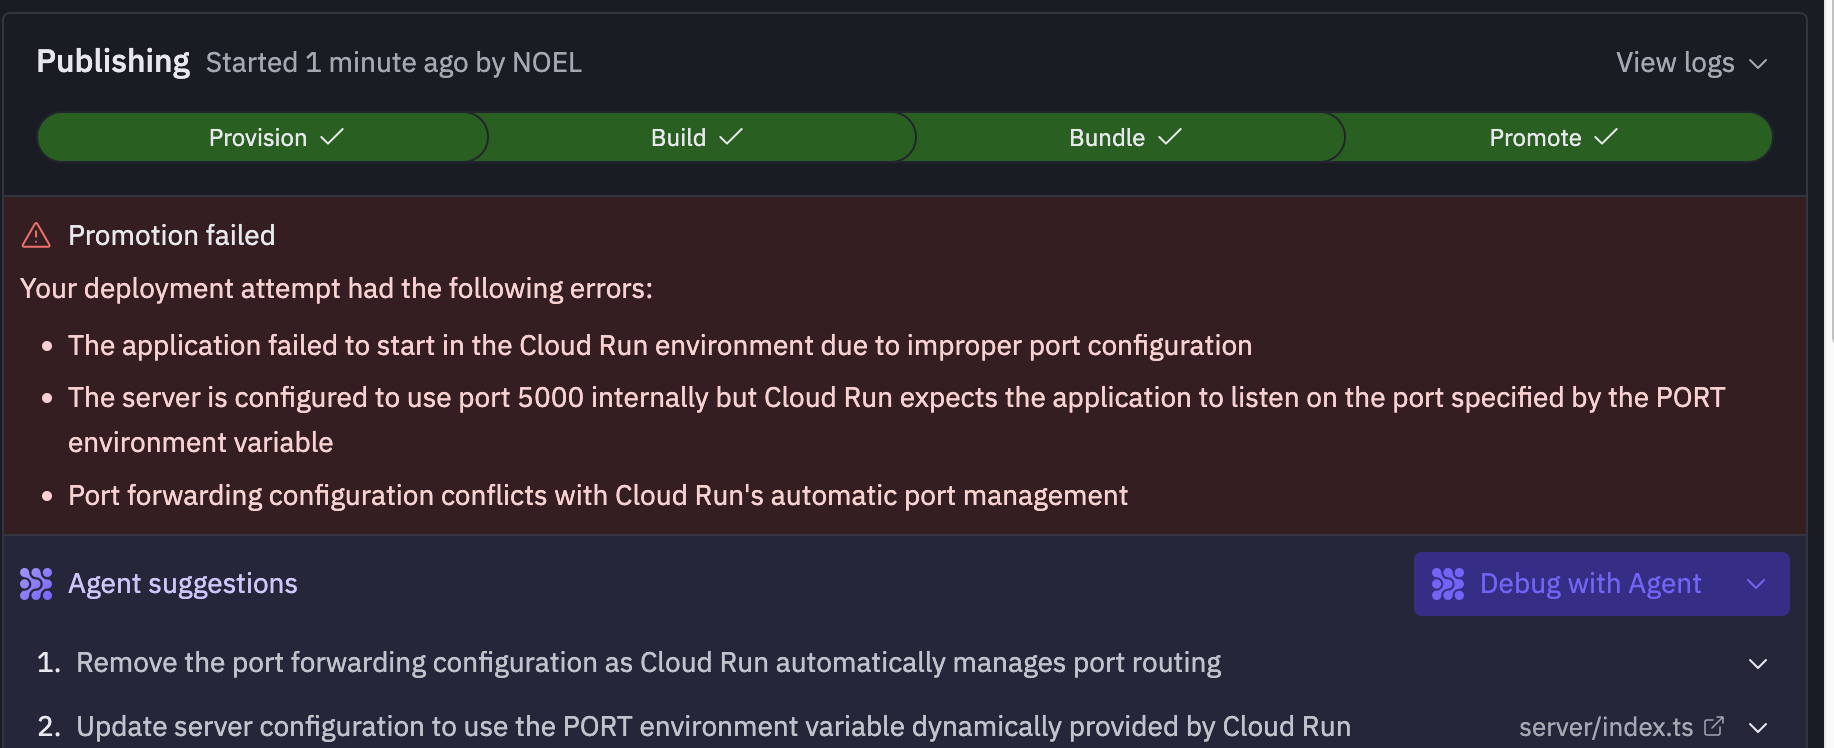 Publishing Started 1 minute ago by NOEL View logs
Provision Build Bundle Promote
Promotion failed
Your deployment attempt had the following errors:
• The application failed to start in the Cloud Run environment due to improper port configuration
• The server is configured to use port 5000 internally but Cloud Run expects the application to listen on the port specified by the PORT
environment variable
• Port forwarding configuration conflicts with Cloud Run's automatic port management
Agent suggestions Debug with Agent
1. Remove the port forwarding configuration as Cloud Run automatically manages port routing
2. Update server configuration to use the PORT environment variable dynamically provided by Cloud Run server/index.ts